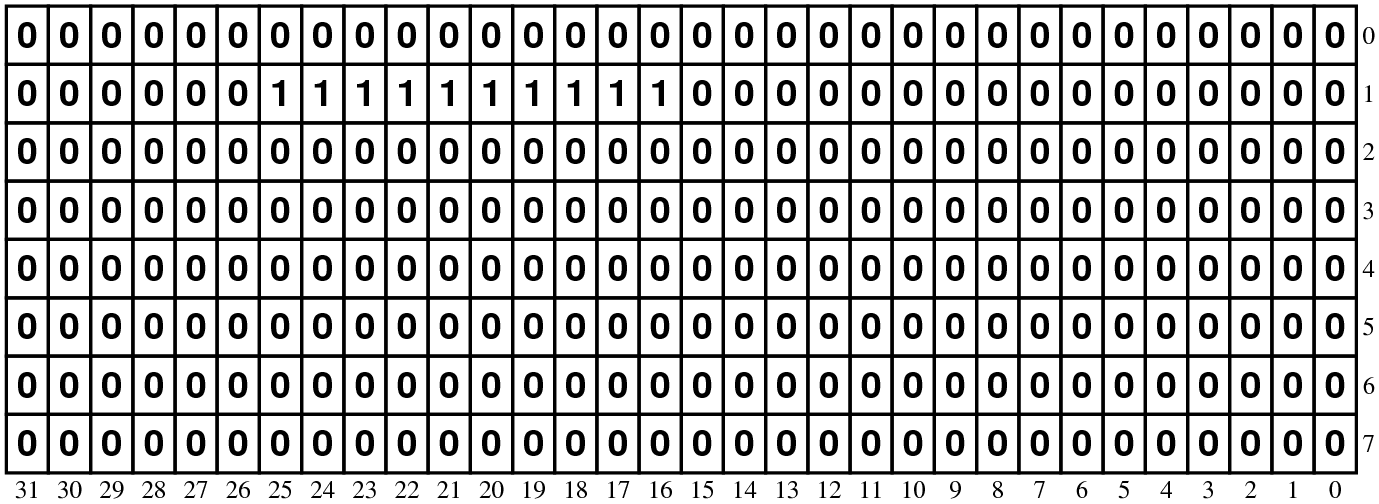 0 0 0 0 0 0 0 0 0 0 0 0 0 0 0 0 0 0 0 0 0 0 0 0 0 0 0 0 0 0 0 0 0
0 0 0 0 0 0 1 1 1 1 1 1 1 1 1 1 0 0 0 0 0 0 0 0 0 0 0 0 0 0 0 0 1
0 0 0 0 0 0 0 0 0 0 0 0 0 0 0 0 0 0 0 0 0 0 0 0 0 0 0 0 0 0 0 0 2
0 0 0 0 0 0 0 0 0 0 0 0 0 0 0 0 0 0 0 0 0 0 0 0 0 0 0 0 0 0 0 0 3
0 0 0 0 0 0 0 0 0 0 0 0 0 0 0 0 0 0 0 0 0 0 0 0 0 0 0 0 0 0 0 0 4
0 0 0 0 0 0 0 0 0 0 0 0 0 0 0 0 0 0 0 0 0 0 0 0 0 0 0 0 0 0 0 0 5
0 0 0 0 0 0 0 0 0 0 0 0 0 0 0 0 0 0 0 0 0 0 0 0 0 0 0 0 0 0 0 0 6
0 0 0 0 0 0 0 0 0 0 0 0 0 0 0 0 0 0 0 0 0 0 0 0 0 0 0 0 0 0 0 0 7
31 30 29 28 27 26 25 24 23 22 21 20 19 18 17 16 15 14 13 12 11 10 9 8 7 6 5 4 3 2 1 0